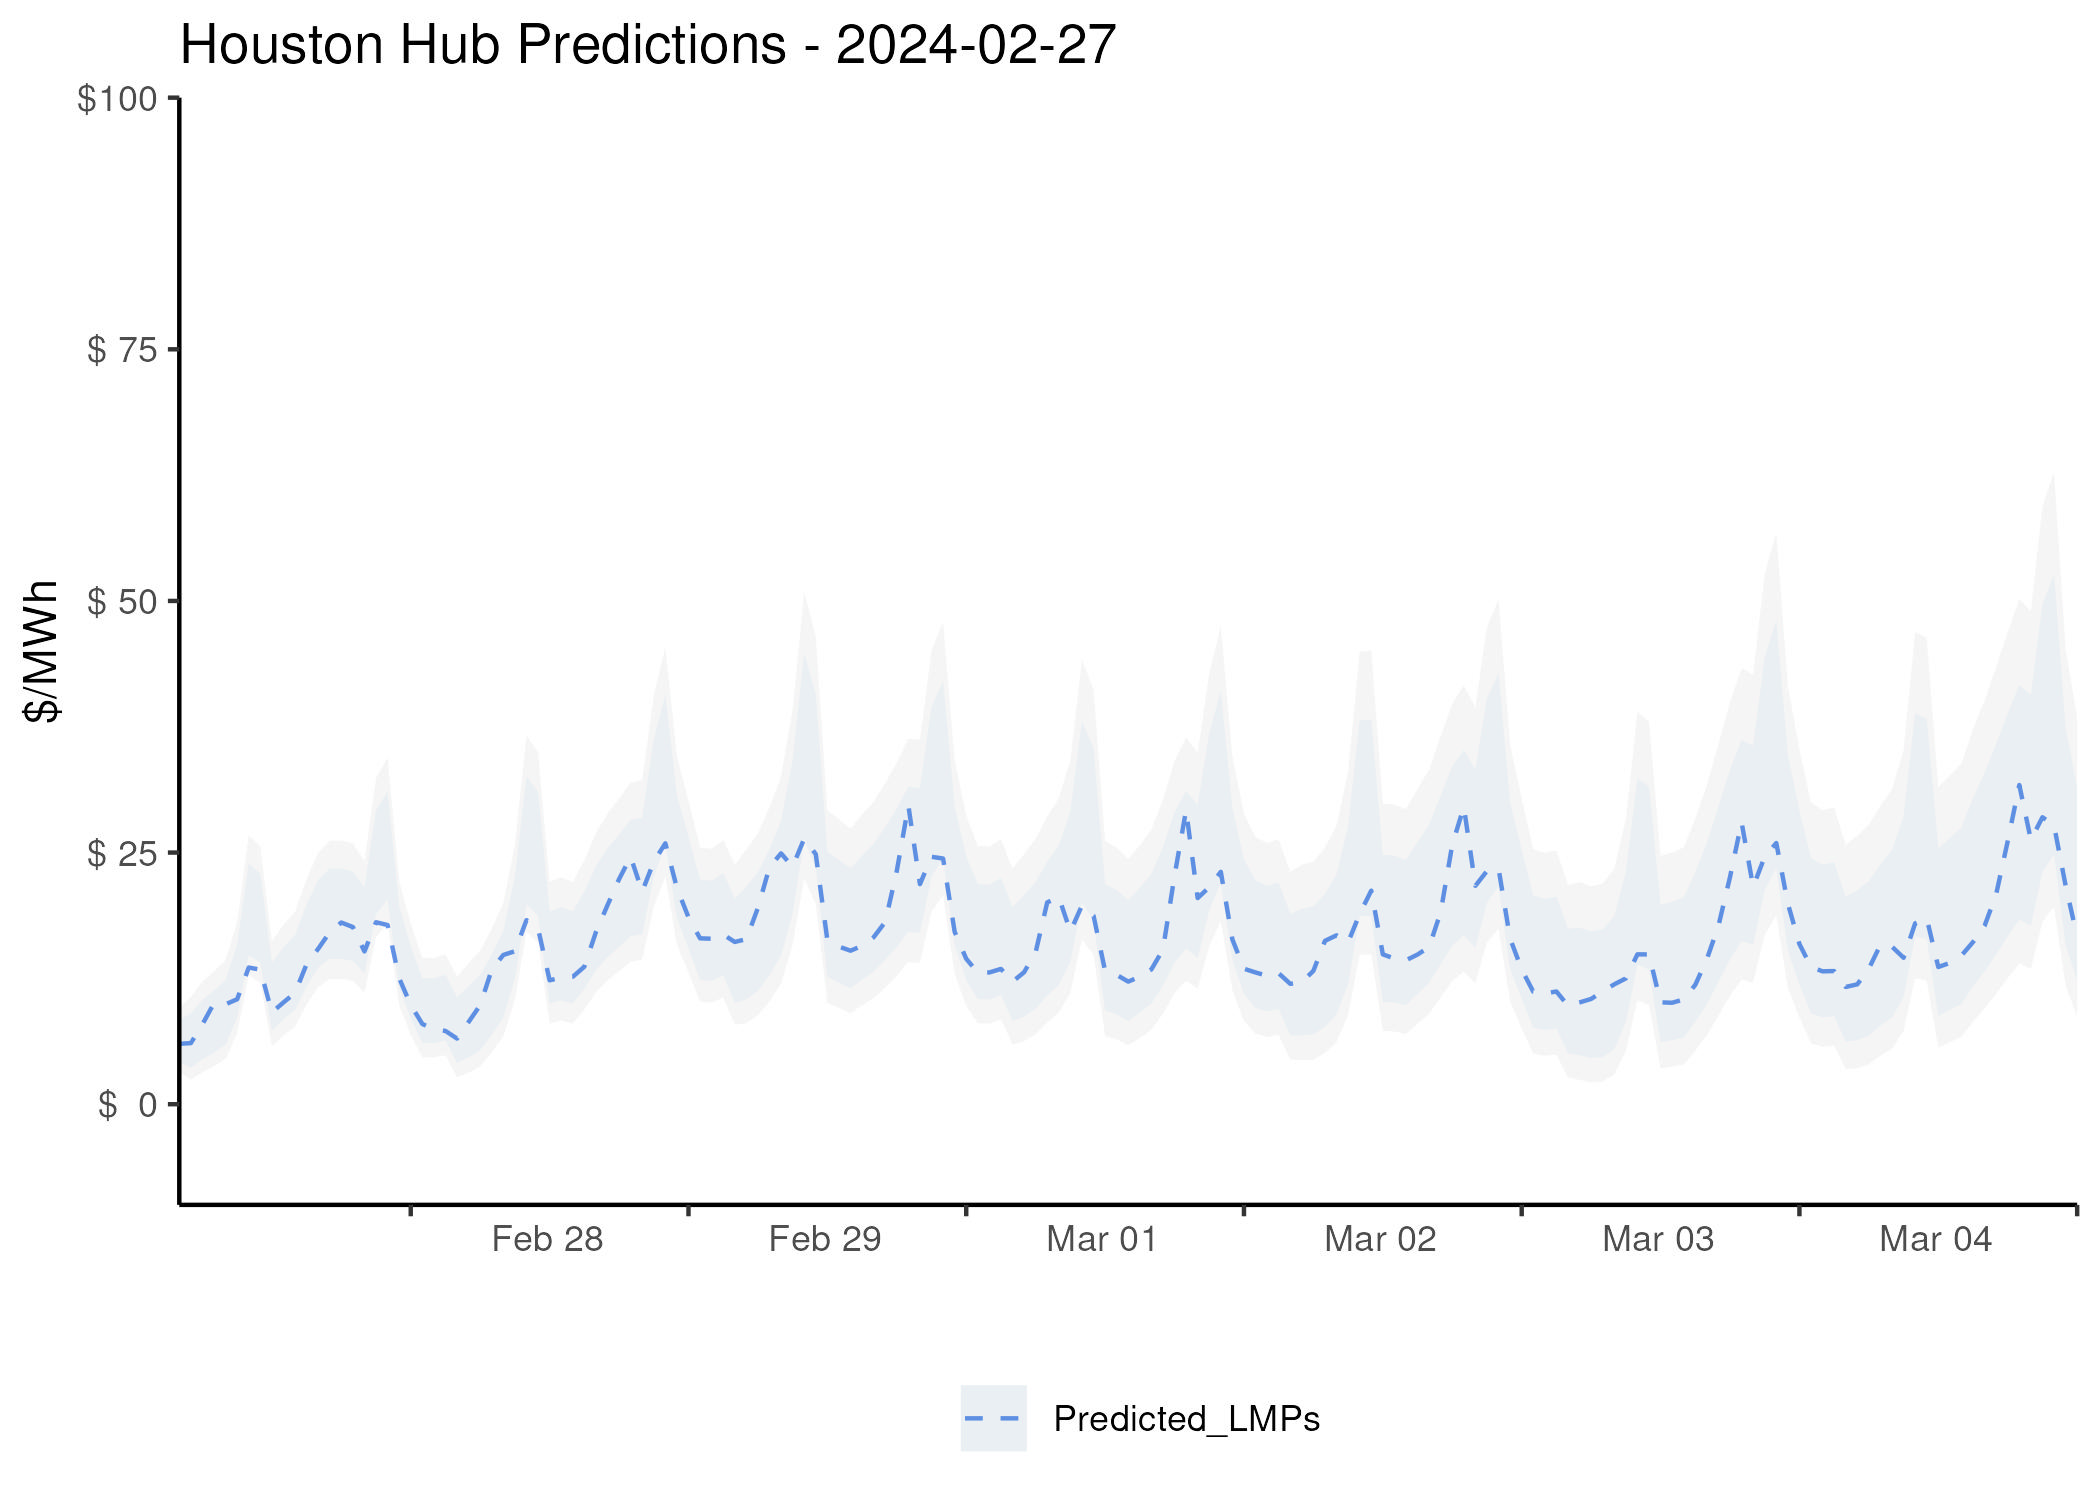 Houston Hub Predictions - 2024-02-27
$100
$ 75
$ 50
$ 25
$  0
$/MWh
Feb 28 Feb 29 Mar 01 Mar 02 Mar 03 Mar 04
Predicted_LMPs